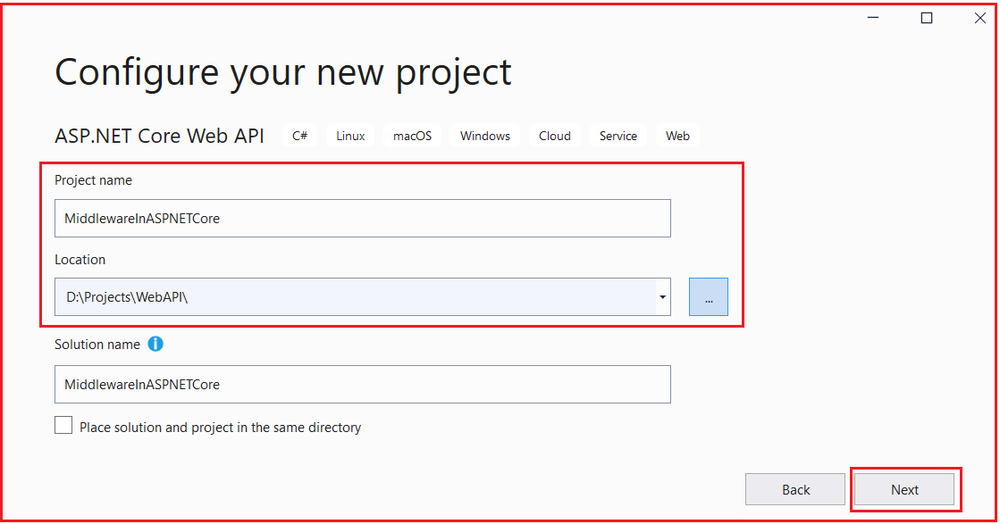 Configure your new project
ASP.NET Core Web API C# Linux macOS Windows Cloud Service Web
Project name
MiddlewareInASPNETCore
Location
D:\Projects\WebAPI\
...
Solution name
MiddlewareInASPNETCore
Place solution and project in the same directory
Back Next